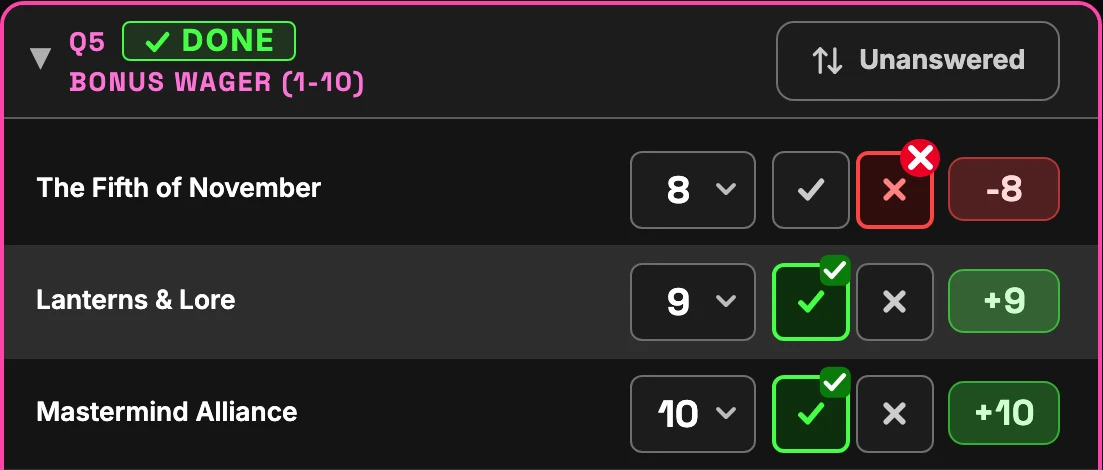 Q5 DONE
BONUS WAGER (1-10)
Unanswered
The Fifth of November 8 -8
Lanterns & Lore 9 +9
Mastermind Alliance 10 +10